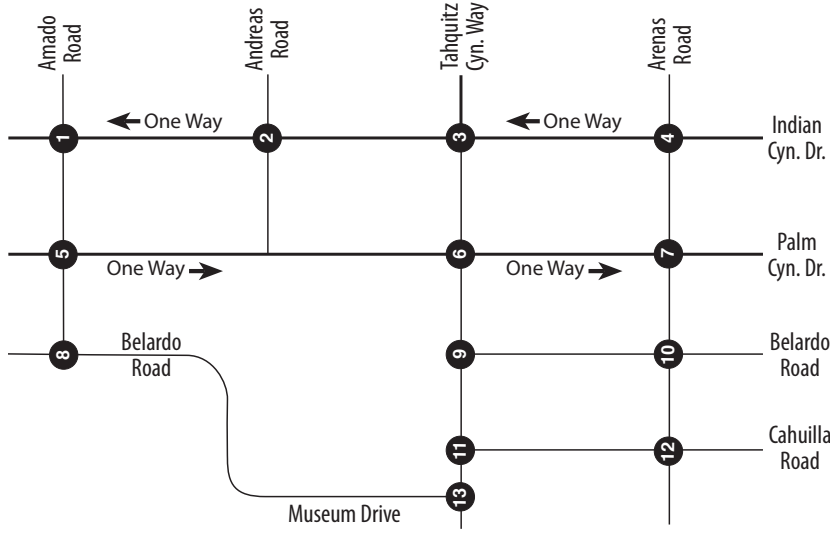 Amado
Road
Andreas
Road
Tahquitz
Cyn. Way
Arenas
Road
One Way
One Way
1
2
3
4
Indian
Cyn. Dr.
Palm
Cyn. Dr.
5
6
7
One Way
One Way
Belardo
Road
8
9
10
Belardo
Road
11
12
Cahuilla
Road
13
Museum Drive